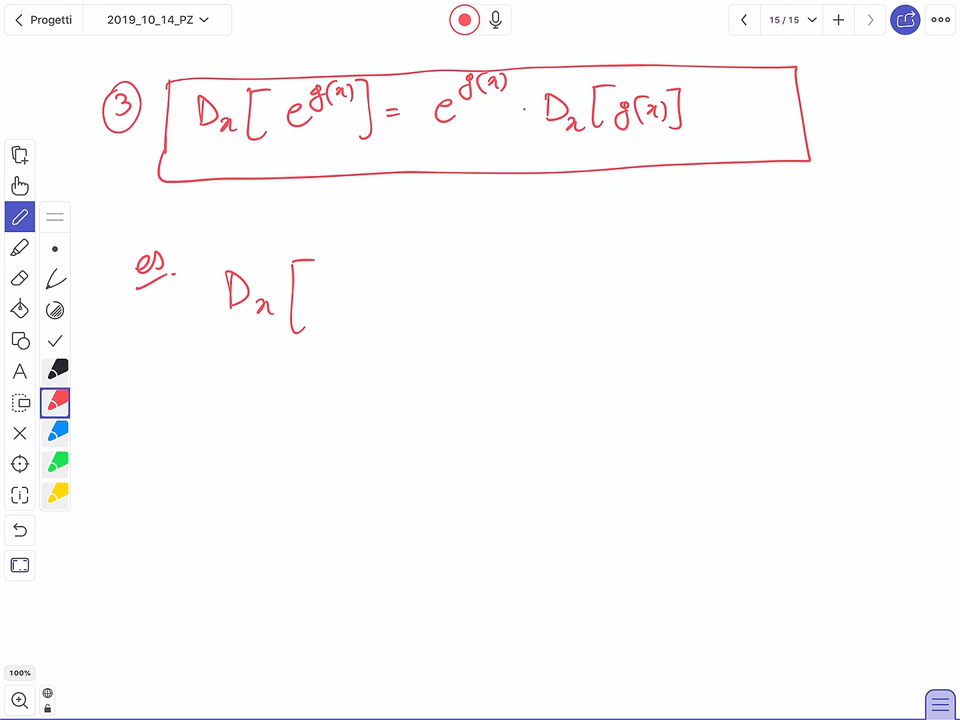 Progetti
2019_10_14_PZ
15 / 15
③ Dx[e^g(x)] = e^g(x) · Dx[g(x)]
es. Dx[
A
100%